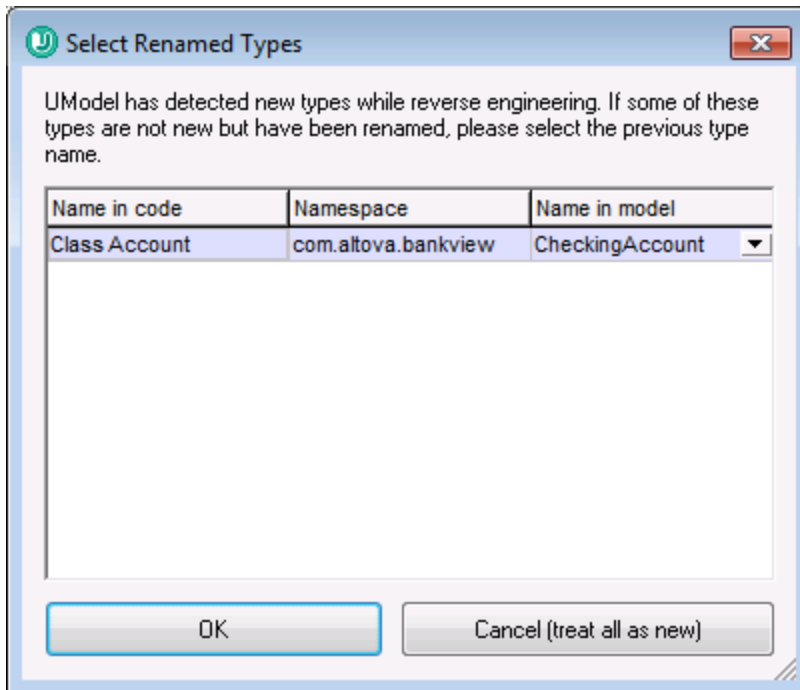 Select Renamed Types
UModel has detected new types while reverse engineering. If some of these
types are not new but have been renamed, please select the previous type
name.
Name in code Namespace Name in model
Class Account com.altova.bankview CheckingAccount
OK Cancel (treat all as new)